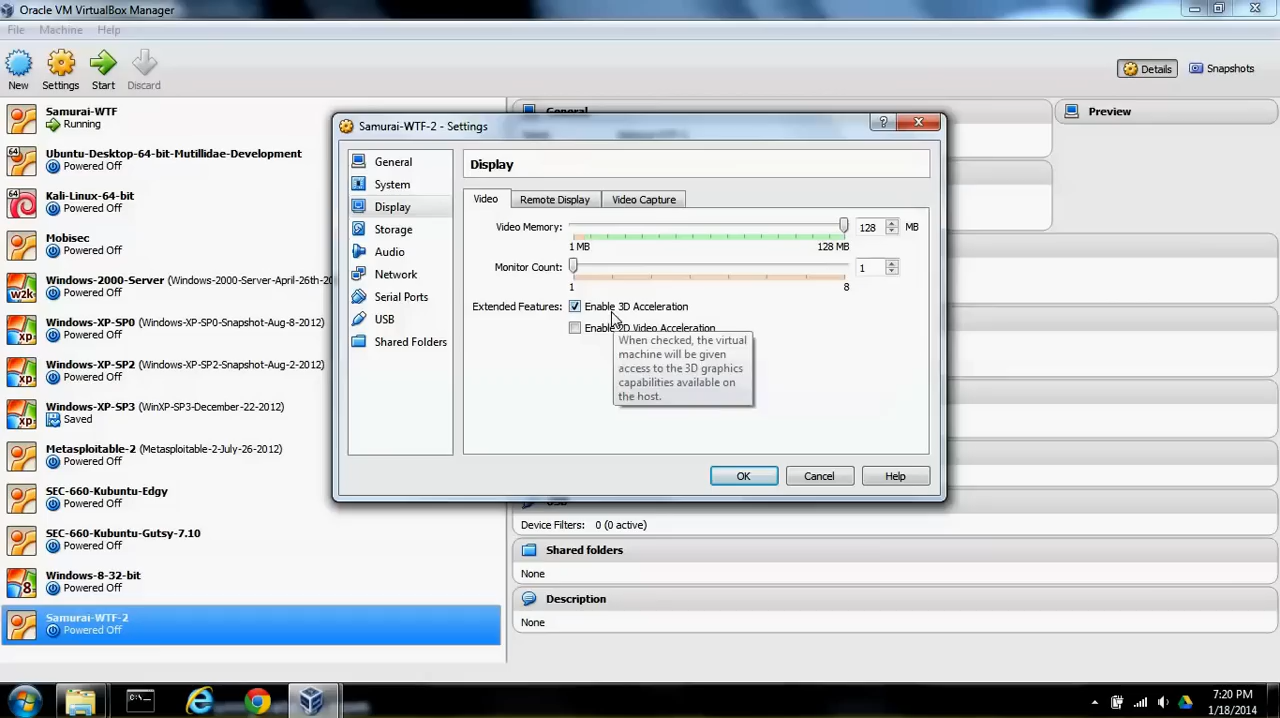 Oracle VM VirtualBox Manager
File Machine Help
New Settings Start Discard
Details Snapshots
Samurai-WTF
Running
Ubuntu-Desktop-64-bit-Mutillidae-Development
Powered Off
Kali-Linux-64-bit
Powered Off
Mobisec
Powered Off
Windows-2000-Server (Windows-2000-Server-April-26th-20
Powered Off
Windows-XP-SP0 (Windows-XP-SP0-Snapshot-Aug-8-2012)
Powered Off
Windows-XP-SP2 (Windows-XP-SP2-Snapshot-Aug-2-2012)
Powered Off
Windows-XP-SP3 (WinXP-SP3-December-22-2012)
Saved
Metasploitable-2 (Metasploitable-2-July-26-2012)
Powered Off
SEC-660-Kubuntu-Edgy
Powered Off
SEC-660-Kubuntu-Gutsy-7.10
Powered Off
Windows-8-32-bit
Powered Off
Samurai-WTF-2
Powered Off
General
Preview
Samurai-WTF-2 - Settings
General
System
Display
Storage
Audio
Network
Serial Ports
USB
Shared Folders
Display
Video Remote Display Video Capture
Video Memory: 128 MB
1 MB 128 MB
Monitor Count: 1
1 8
Extended Features: Enable 3D Acceleration
Enable 2D Video Acceleration
When checked, the virtual
machine will be given
access to the 3D graphics
capabilities available on
the host.
OK Cancel Help
Device Filters: 0 (0 active)
Shared folders
None
Description
None
7:20 PM
1/18/2014